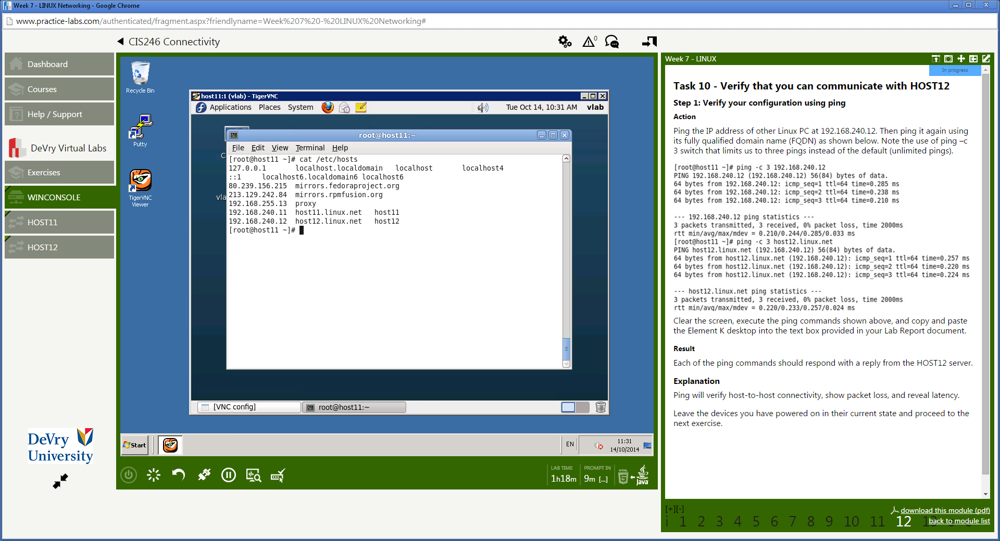 Week 7 - LINUX Networking - Google Chrome
www.practice-labs.com/authenticated/fragment.aspx?friendlyname=Week%207%20-%20LINUX%20Networking#
CIS246 Connectivity
0
Dashboard
Courses
Help / Support
DeVry Virtual Labs
Exercises
WINCONSOLE
HOST11
HOST12
DeVry
University
Recycle Bin
Putty
TigerVNC
Viewer
host11:1 (vlab) - TigerVNC
Applications Places System
Tue Oct 14, 10:31 AM vlab
root@host11:~
File Edit View Terminal Help
[root@host11 ~]# cat /etc/hosts
127.0.0.1 localhost.localdomain localhost localhost4
::1 localhost6.localdomain6 localhost6
80.239.156.215 mirrors.fedoraproject.org
213.129.242.84 mirrors.rpmfusion.org
192.168.255.13 proxy
192.168.240.11 host11.linux.net host11
192.168.240.12 host12.linux.net host12
[root@host11 ~]#
C
vla
[VNC config]
root@host11:~
Start
EN
11:31
14/10/2014
LAB TIME
1h18m
PROMPT IN
9m [...]
HTML
5
Java
Week 7 - LINUX
In progress
Task 10 - Verify that you can communicate with HOST12
Step 1: Verify your configuration using ping
Action
Ping the IP address of other Linux PC at 192.168.240.12. Then ping it again using
its fully qualified domain name (FQDN) as shown below. Note the use of ping –c
3 switch that limits us to three pings instead of the default (unlimited pings).
[root@host11 ~]# ping -c 3 192.168.240.12
PING 192.168.240.12 (192.168.240.12) 56(84) bytes of data.
64 bytes from 192.168.240.12: icmp_seq=1 ttl=64 time=0.285 ms
64 bytes from 192.168.240.12: icmp_seq=2 ttl=64 time=0.238 ms
64 bytes from 192.168.240.12: icmp_seq=3 ttl=64 time=0.210 ms
--- 192.168.240.12 ping statistics ---
3 packets transmitted, 3 received, 0% packet loss, time 2000ms
rtt min/avg/max/mdev = 0.210/0.244/0.285/0.033 ms
[root@host11 ~]# ping -c 3 host12.linux.net
PING host12.linux.net (192.168.240.12) 56(84) bytes of data.
64 bytes from host12.linux.net (192.168.240.12): icmp_seq=1 ttl=64 time=0.257 ms
64 bytes from host12.linux.net (192.168.240.12): icmp_seq=2 ttl=64 time=0.220 ms
64 bytes from host12.linux.net (192.168.240.12): icmp_seq=3 ttl=64 time=0.224 ms
--- host12.linux.net ping statistics ---
3 packets transmitted, 3 received, 0% packet loss, time 2000ms
rtt min/avg/max/mdev = 0.220/0.233/0.257/0.024 ms
Clear the screen, execute the ping commands shown above, and copy and paste
the Element K desktop into the text box provided in your Lab Report document.
Result
Each of the ping commands should respond with a reply from the HOST12 server.
Explanation
Ping will verify host-to-host connectivity, show packet loss, and reveal latency.
Leave the devices you have powered on in their current state and proceed to the
next exercise.
[+][-]
download this module (pdf)
i 1 2 3 4 5 6 7 8 9 10 11 12
back to module list